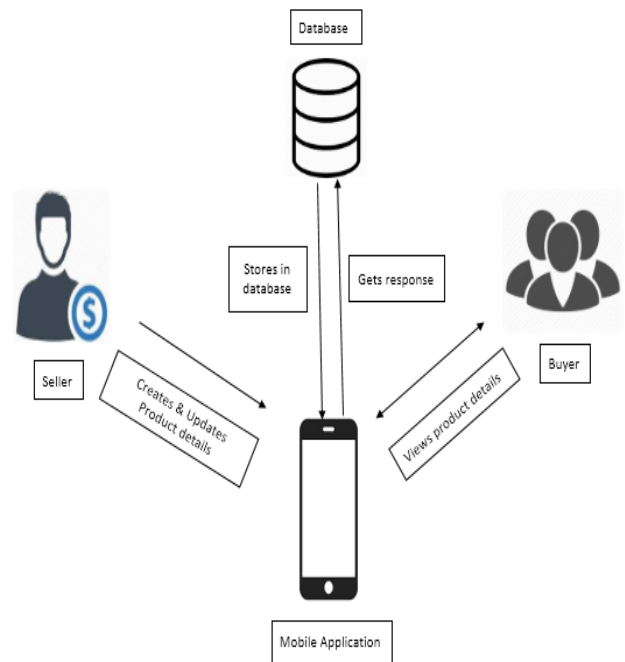 Database
Stores in
database
Gets response
Seller
Buyer
Creates & Updates
Product details
Views product details
Mobile Application